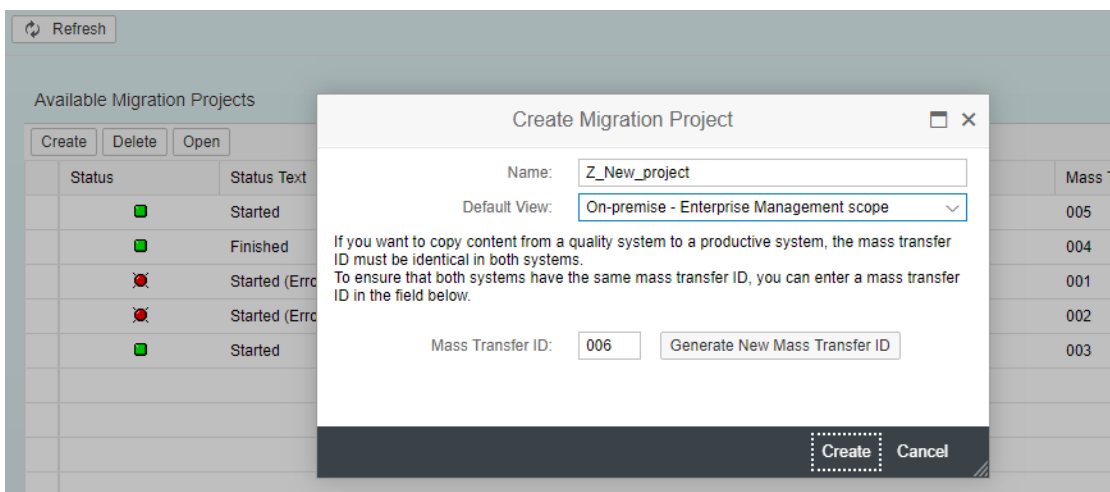 Refresh
Available Migration Projects
Create Delete Open
Status Status Text Mass
Started 005
Finished 004
Started (Erro 001
Started (Erro 002
Started 003
Create Migration Project
Name: Z_New_project
Default View: On-premise - Enterprise Management scope
If you want to copy content from a quality system to a productive system, the mass transfer
ID must be identical in both systems.
To ensure that both systems have the same mass transfer ID, you can enter a mass transfer
ID in the field below.
Mass Transfer ID: 006 Generate New Mass Transfer ID
Create Cancel